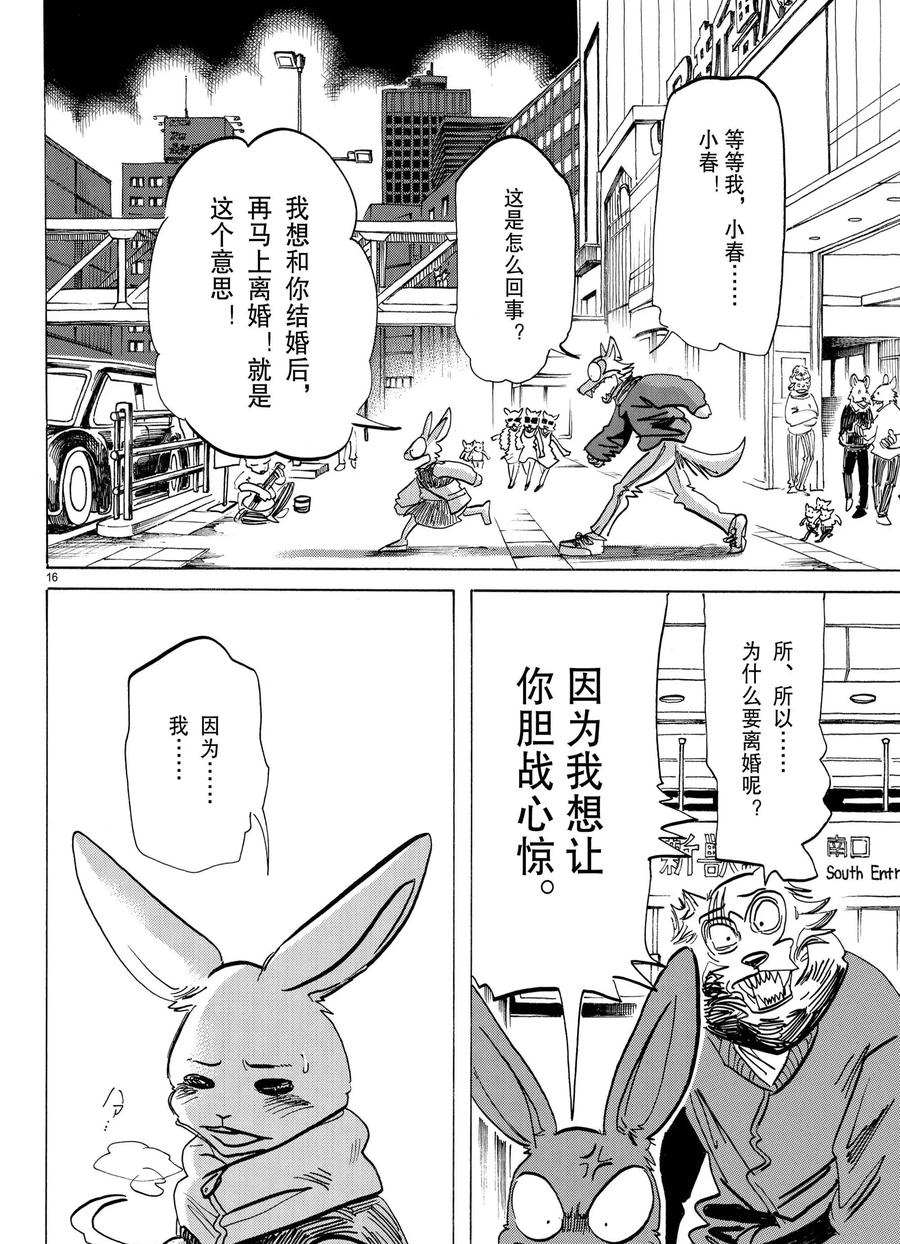 等等我，小春……
小春！
这是怎么回事？
我想和你结婚后，
再马上离婚！就是
这个意思！
16
所、所以……
为什么要离婚呢？
新獣
南口
South Entr
因为我想让
你胆战心惊。
因为……
我……